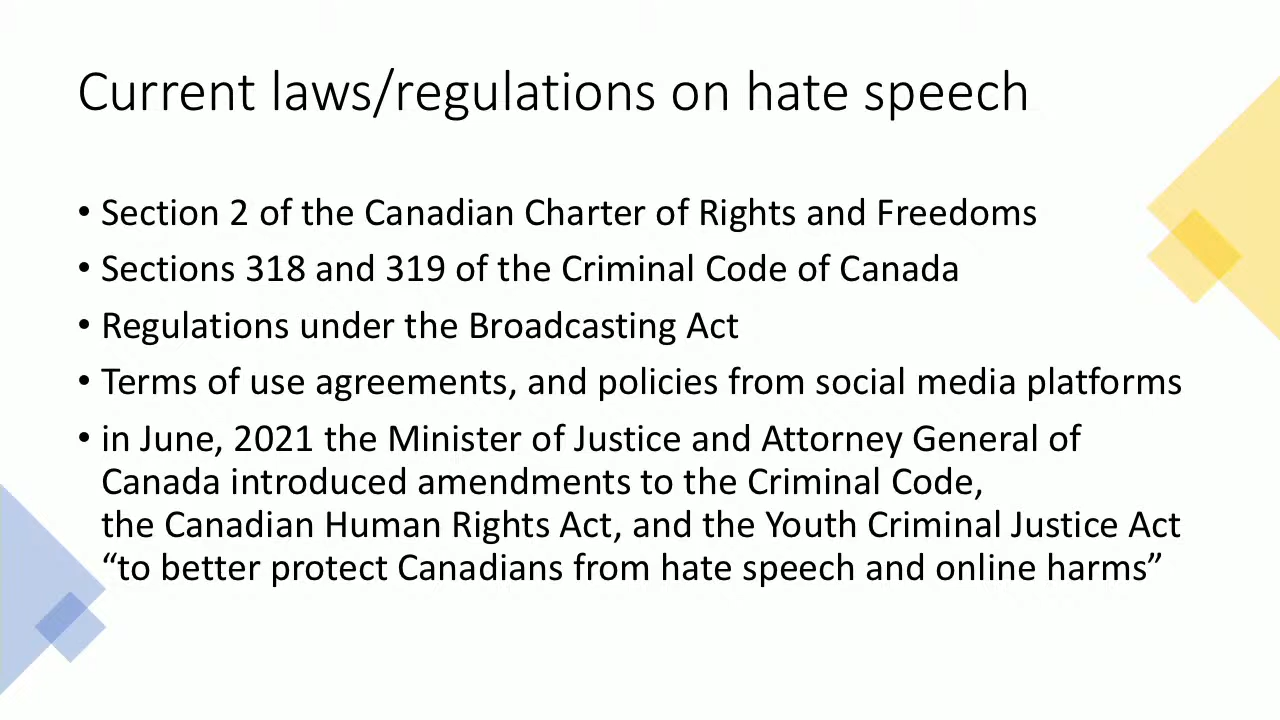 Current laws/regulations on hate speech
• Section 2 of the Canadian Charter of Rights and Freedoms
• Sections 318 and 319 of the Criminal Code of Canada
• Regulations under the Broadcasting Act
• Terms of use agreements, and policies from social media platforms
• in June, 2021 the Minister of Justice and Attorney General of
Canada introduced amendments to the Criminal Code,
the Canadian Human Rights Act, and the Youth Criminal Justice Act
“to better protect Canadians from hate speech and online harms”